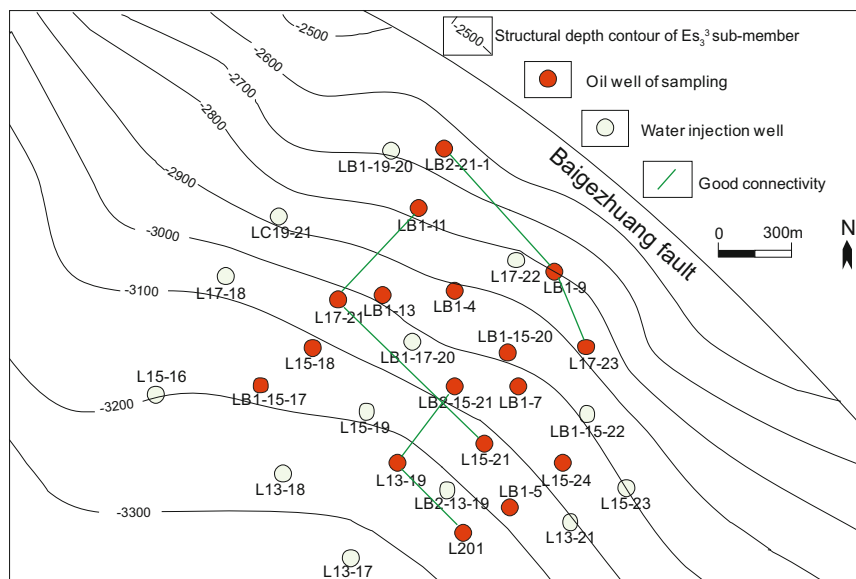 -2500
-2500
Structural depth contour of Es₃³ sub-member
-2600
Oil well of sampling
-2700
-2800
Water injection well
LB1-19-20
LB2-21-1
Baigezhuang fault
-2900
Good connectivity
LB1-11
LC19-21
-3000
0
300m
N
L17-22
LB1-9
-3100
L17-18
L17-21
LB1-13
LB1-4
L15-18
LB1-17-20
LB1-15-20
L17-23
L15-16
LB1-15-17
LB2-15-21
LB1-7
-3200
L15-19
LB1-15-22
L15-21
L13-19
L15-24
L13-18
LB2-13-19
LB1-5
L15-23
-3300
L201
L13-21
L13-17